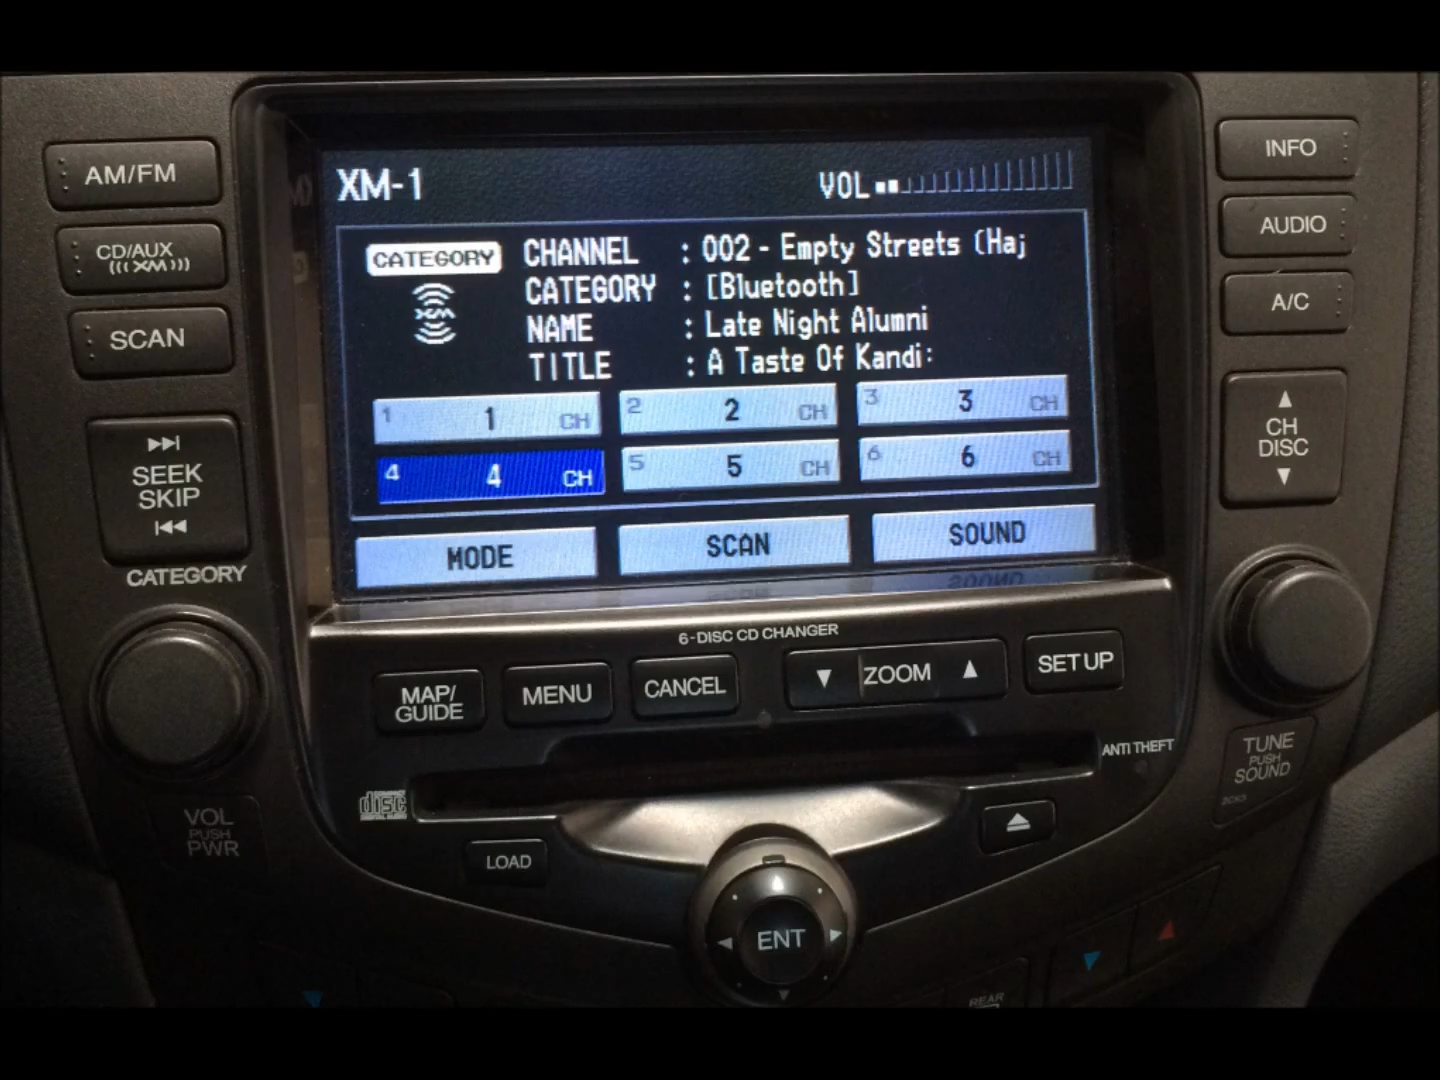 XM-1
VOL
CATEGORY
XM
CHANNEL : 002 - Empty Streets (Haj
CATEGORY : [Bluetooth]
NAME : Late Night Alumni
TITLE : A Taste Of Kandi:
1 1 CH
2 2 CH
3 3 CH
4 4 CH
5 5 CH
6 6 CH
MODE
SCAN
SOUND
AM/FM
CD/AUX
(((XM)))
SCAN
SEEK
SKIP
CATEGORY
VOL
PUSH
PWR
INFO
AUDIO
A/C
CH
DISC
TUNE
PUSH
SOUND
6-DISC CD CHANGER
MAP/
GUIDE
MENU
CANCEL
ZOOM
SET UP
ANTI THEFT
disc
LOAD
ENT
REAR